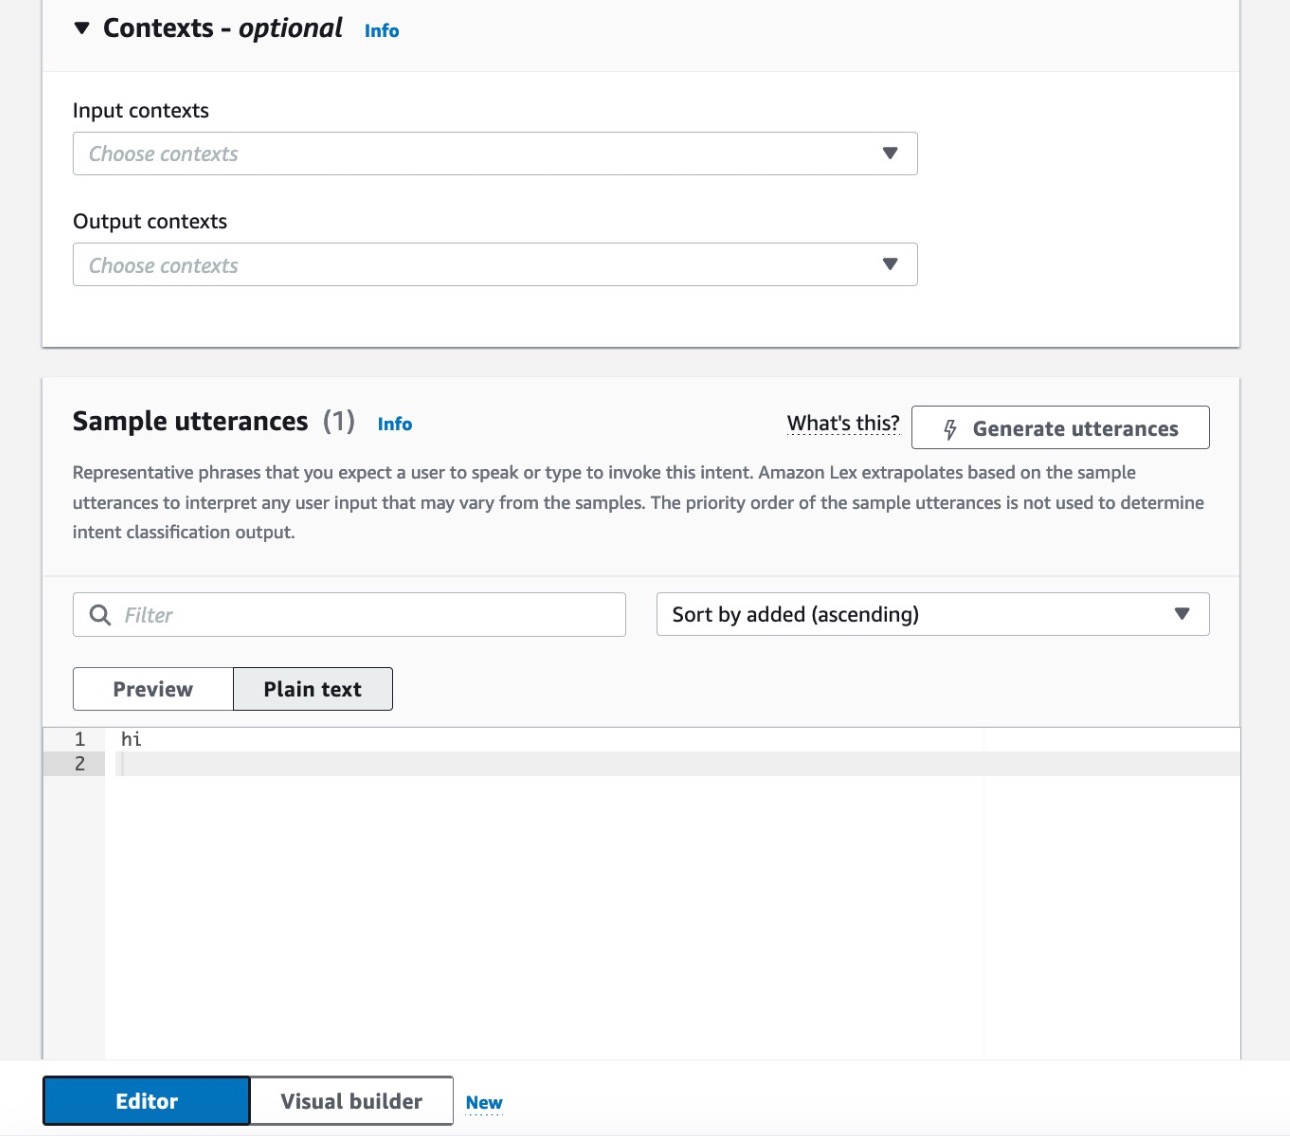 Contexts - optional Info
Input contexts
Choose contexts
Output contexts
Choose contexts
Sample utterances (1) Info
What's this?
Generate utterances
Representative phrases that you expect a user to speak or type to invoke this intent. Amazon Lex extrapolates based on the sample
utterances to interpret any user input that may vary from the samples. The priority order of the sample utterances is not used to determine
intent classification output.
Filter
Sort by added (ascending)
Preview
Plain text
1 hi
2
Editor
Visual builder
New